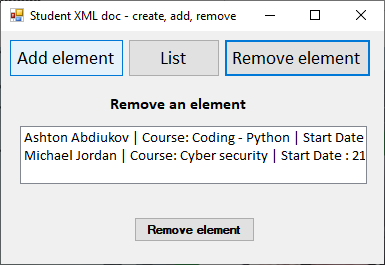 Student XML doc - create, add, remove
Add element
List
Remove element
Remove an element
Ashton Abdiukov | Course: Coding - Python | Start Date
Michael Jordan | Course: Cyber security | Start Date : 21
Remove element